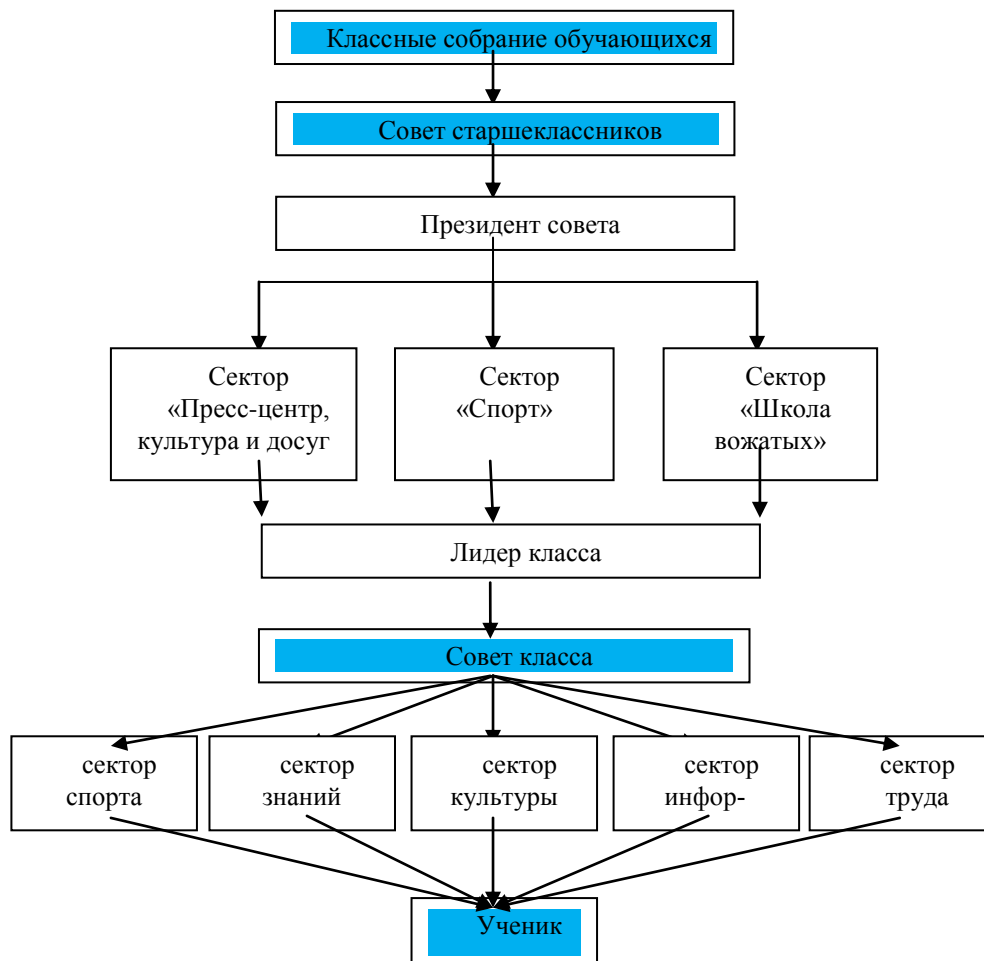 Классные собрание обучающихся
Совет старшеклассников
Президент совета
Сектор
«Пресс-центр,
культура и досуг
Сектор
«Спорт»
Сектор
«Школа
вожатых»
Лидер класса
Совет класса
сектор
спорта
сектор
знаний
сектор
культуры
сектор
инфор-
сектор
труда
Ученик